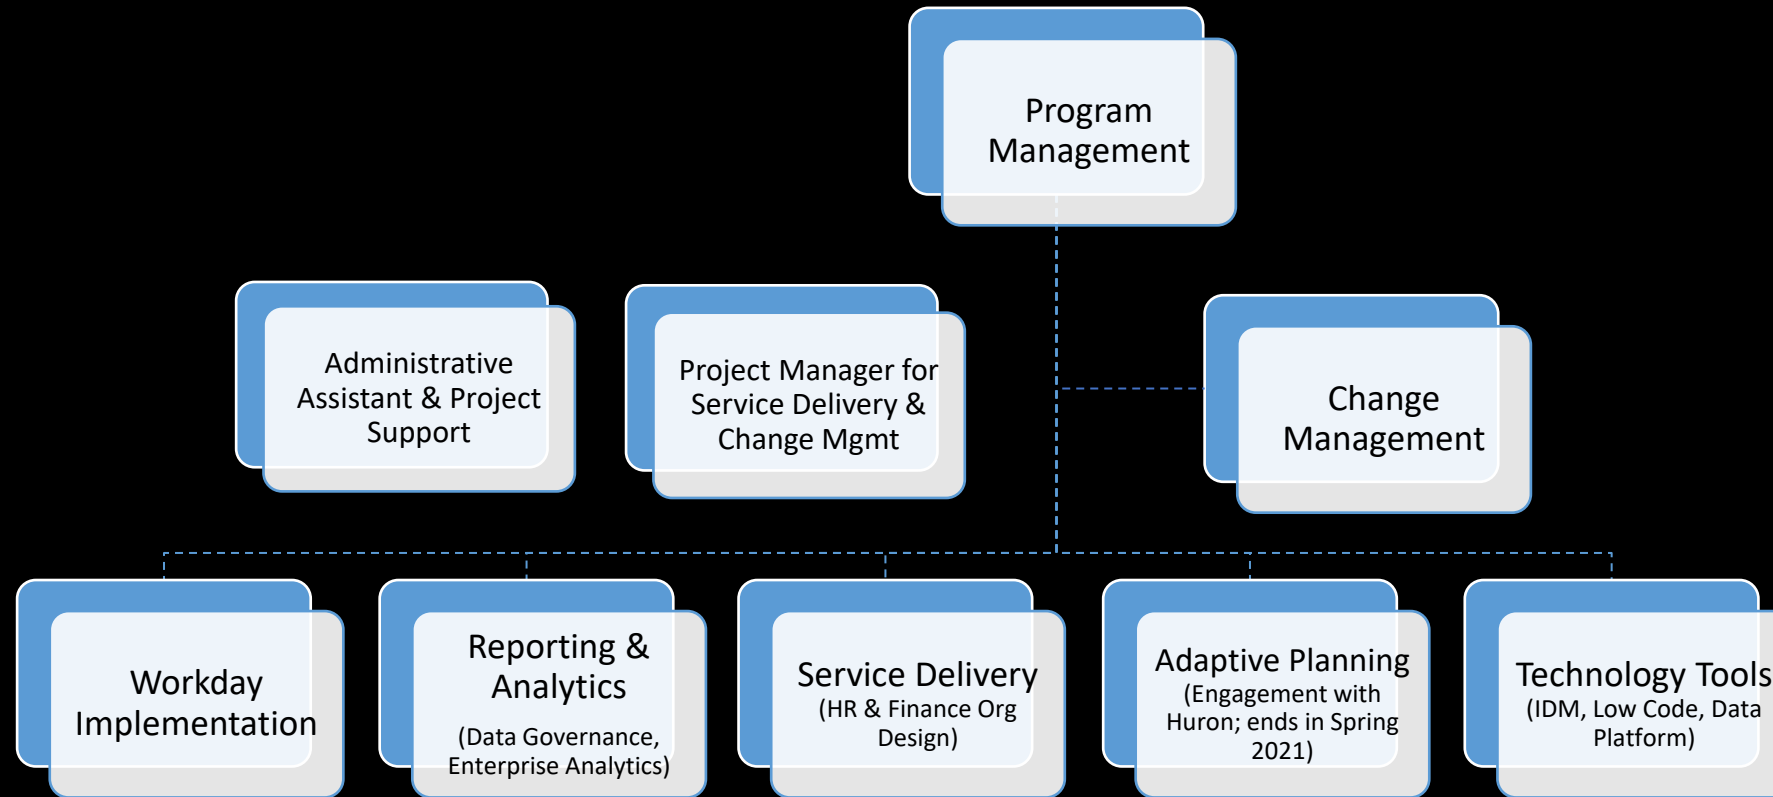 Program
Management
Administrative
Assistant & Project
Support
Project Manager for
Service Delivery &
Change Mgmt
Change
Management
Workday
Implementation
Reporting &
Analytics
(Data Governance,
Enterprise Analytics)
Service Delivery
(HR & Finance Org
Design)
Adaptive Planning
(Engagement with
Huron; ends in Spring
2021)
Technology Tools
(IDM, Low Code, Data
Platform)